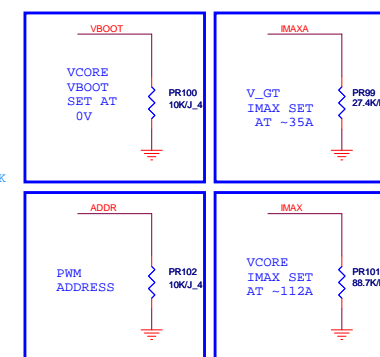 VBOOT
VCORE
VBOOT
SET AT
0V
PR100
10K/J_4
IMAXA
V_GT
IMAX SET
AT ~35A
PR99
27.4K/
K
ADDR
PWM
ADDRESS
PR102
10K/J_4
IMAX
VCORE
IMAX SET
AT ~112A
PR101
88.7K/